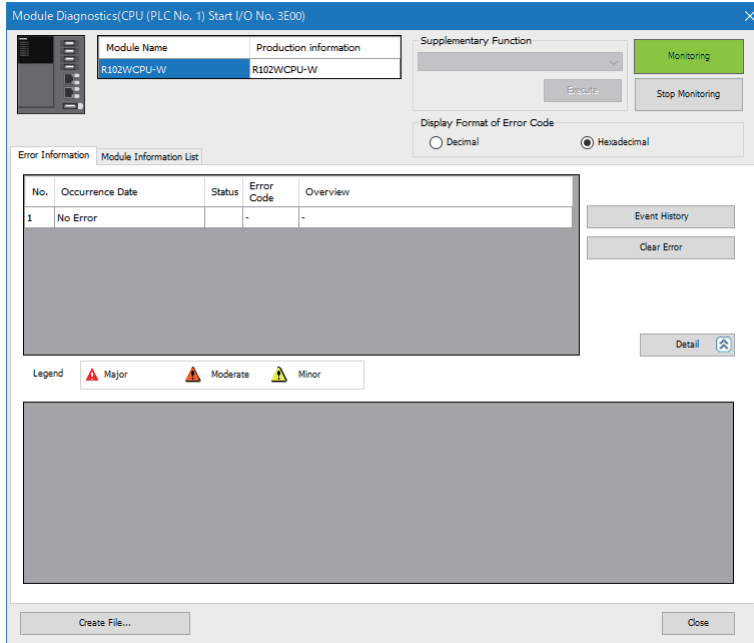 Module Diagnostics(CPU (PLC No. 1) Start I/O No. 3E00)
Module Name Production information
R102WCPU-W R102WCPU-W
Supplementary Function
Execute
Monitoring
Stop Monitoring
Display Format of Error Code
Decimal Hexadecimal
Error Information Module Information List
No. Occurrence Date Status Error Code Overview
1 No Error - -
Event History
Clear Error
Detail
Legend Major Moderate Minor
Create File... Close